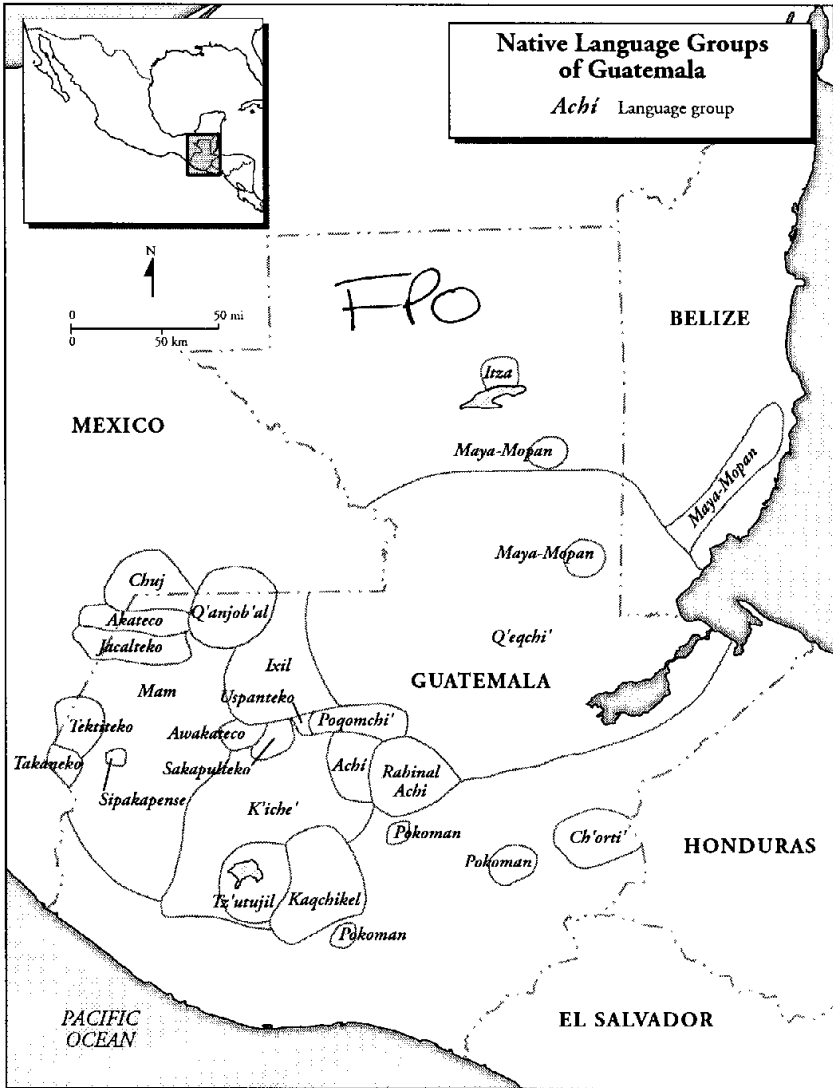 Native Language Groups
of Guatemala
Achí Language group
N
0 50 mi
0 50 km
FPO
BELIZE
Itza
MEXICO
Maya-Mopan
Maya-Mopan
Maya-Mopan
Chuj
Akateco
Q'anjob'al
Jacalteko
Q'eqchi'
Ixil
GUATEMALA
Mam
Uspanteko
Poqomchi'
Tektiteko
Awakateco
Takaneko
Sakapulteko
Achí
Rabinal
Achi
Sipakapense
K'iche'
Pokoman
Ch'orti'
HONDURAS
Pokoman
Tz'utujil
Kaqchikel
Pokoman
PACIFIC
OCEAN
EL SALVADOR